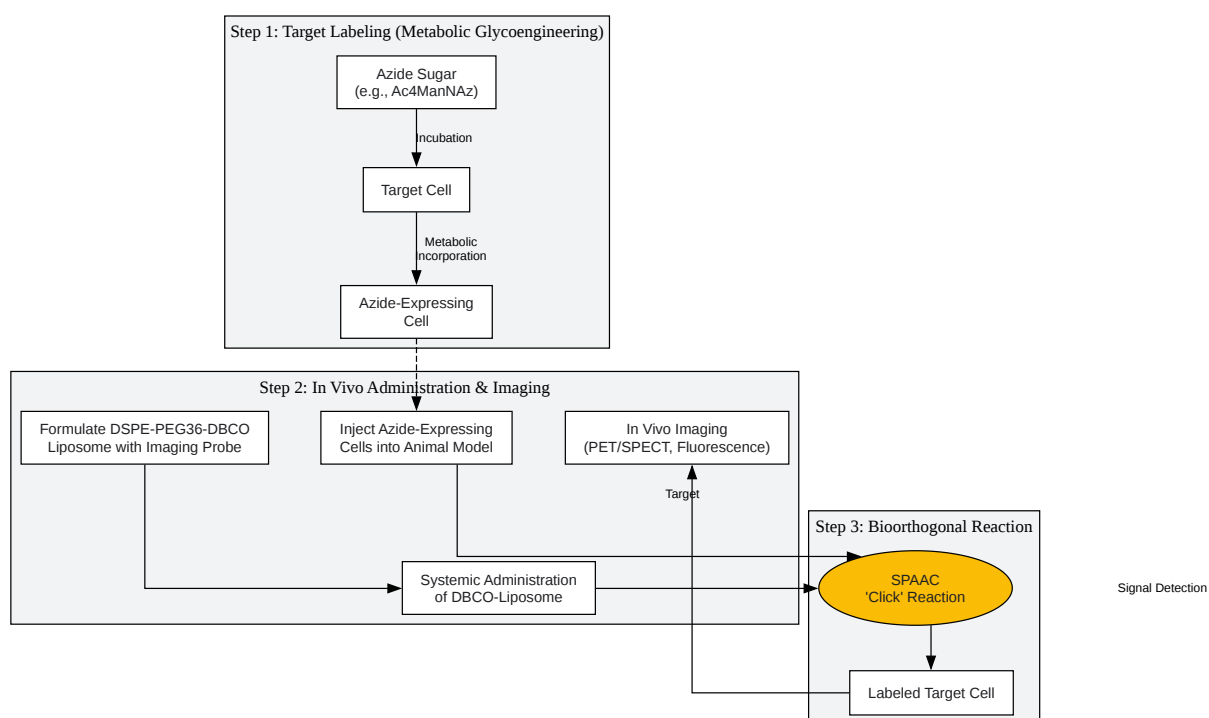 Step 1: Target Labeling (Metabolic Glycoengineering)
Azide Sugar
(e.g., Ac4ManNAz)
Incubation
Target Cell
Metabolic
Incorporation
Azide-Expressing
Cell
Step 2: In Vivo Administration & Imaging
Formulate DSPE-PEG36-DBCO
Liposome with Imaging Probe
Inject Azide-Expressing
Cells into Animal Model
In Vivo Imaging
(PET/SPECT, Fluorescence)
Target
Systemic Administration
of DBCO-Liposome
Step 3: Bioorthogonal Reaction
SPAAC
'Click' Reaction
Signal Detection
Labeled Target Cell